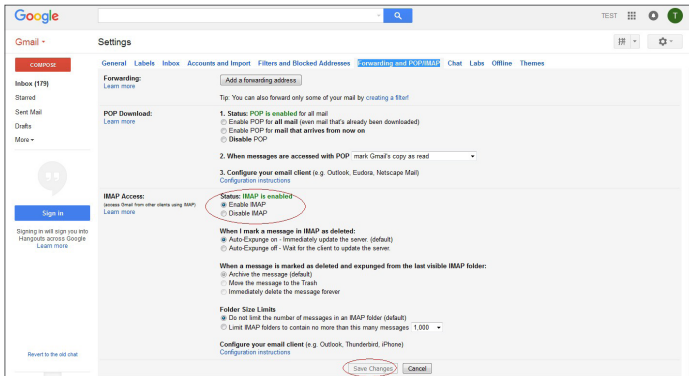 Google
TEST
T
Gmail
Settings
拼
COMPOSE
Inbox (179)
Starred
Sent Mail
Drafts
More
Sign in
Signing in will sign you into
Hangouts across Google
Learn more
Revert to the old chat
General Labels Inbox Accounts and Import Filters and Blocked Addresses Forwarding and POP/IMAP Chat Labs Offline Themes
Forwarding:
Learn more
Add a forwarding address
Tip: You can also forward only some of your mail by creating a filter!
POP Download:
Learn more
1. Status: POP is enabled for all mail
Enable POP for all mail (even mail that's already been downloaded)
Enable POP for mail that arrives from now on
Disable POP
2. When messages are accessed with POP mark Gmail's copy as read
3. Configure your email client (e.g. Outlook, Eudora, Netscape Mail)
Configuration instructions
IMAP Access:
(access Gmail from other clients using IMAP)
Learn more
Status: IMAP is enabled
Enable IMAP
Disable IMAP
When I mark a message in IMAP as deleted:
Auto-Expunge on - Immediately update the server. (default)
Auto-Expunge off - Wait for the client to update the server.
When a message is marked as deleted and expunged from the last visible IMAP folder:
Archive the message (default)
Move the message to the Trash
Immediately delete the message forever
Folder Size Limits
Do not limit the number of messages in an IMAP folder (default)
Limit IMAP folders to contain no more than this many messages 1,000
Configure your email client (e.g. Outlook, Thunderbird, iPhone)
Configuration instructions
Save Changes Cancel